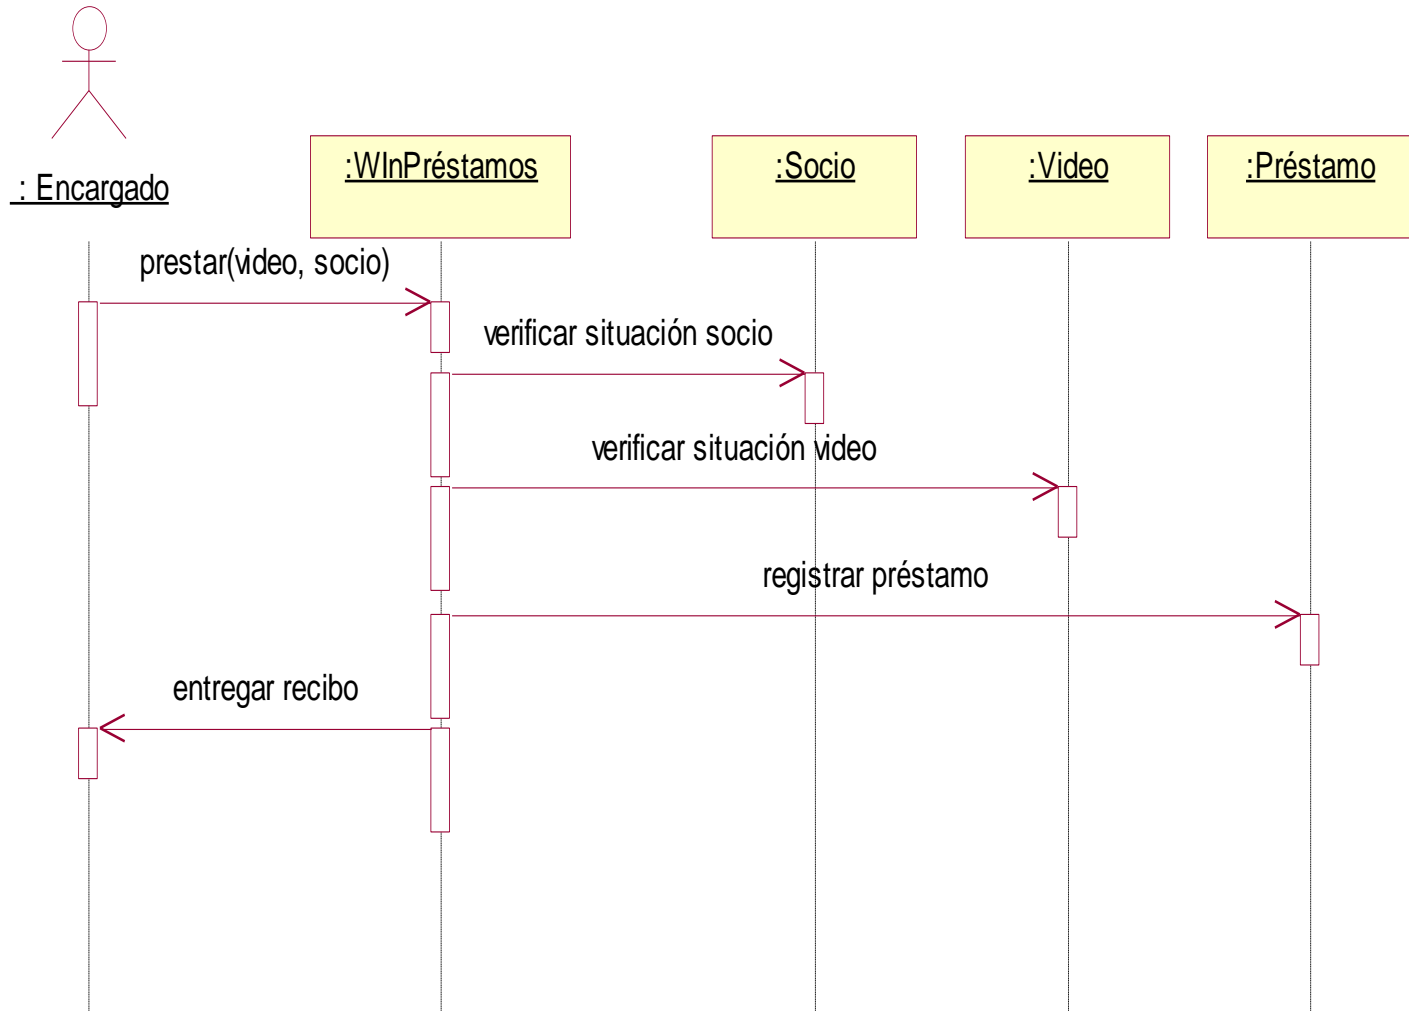 : Encargado
:WInPréstamos
:Socio
:Video
:Préstamo
prestar(video, socio)
verificar situación socio
verificar situación video
registrar préstamo
entregar recibo